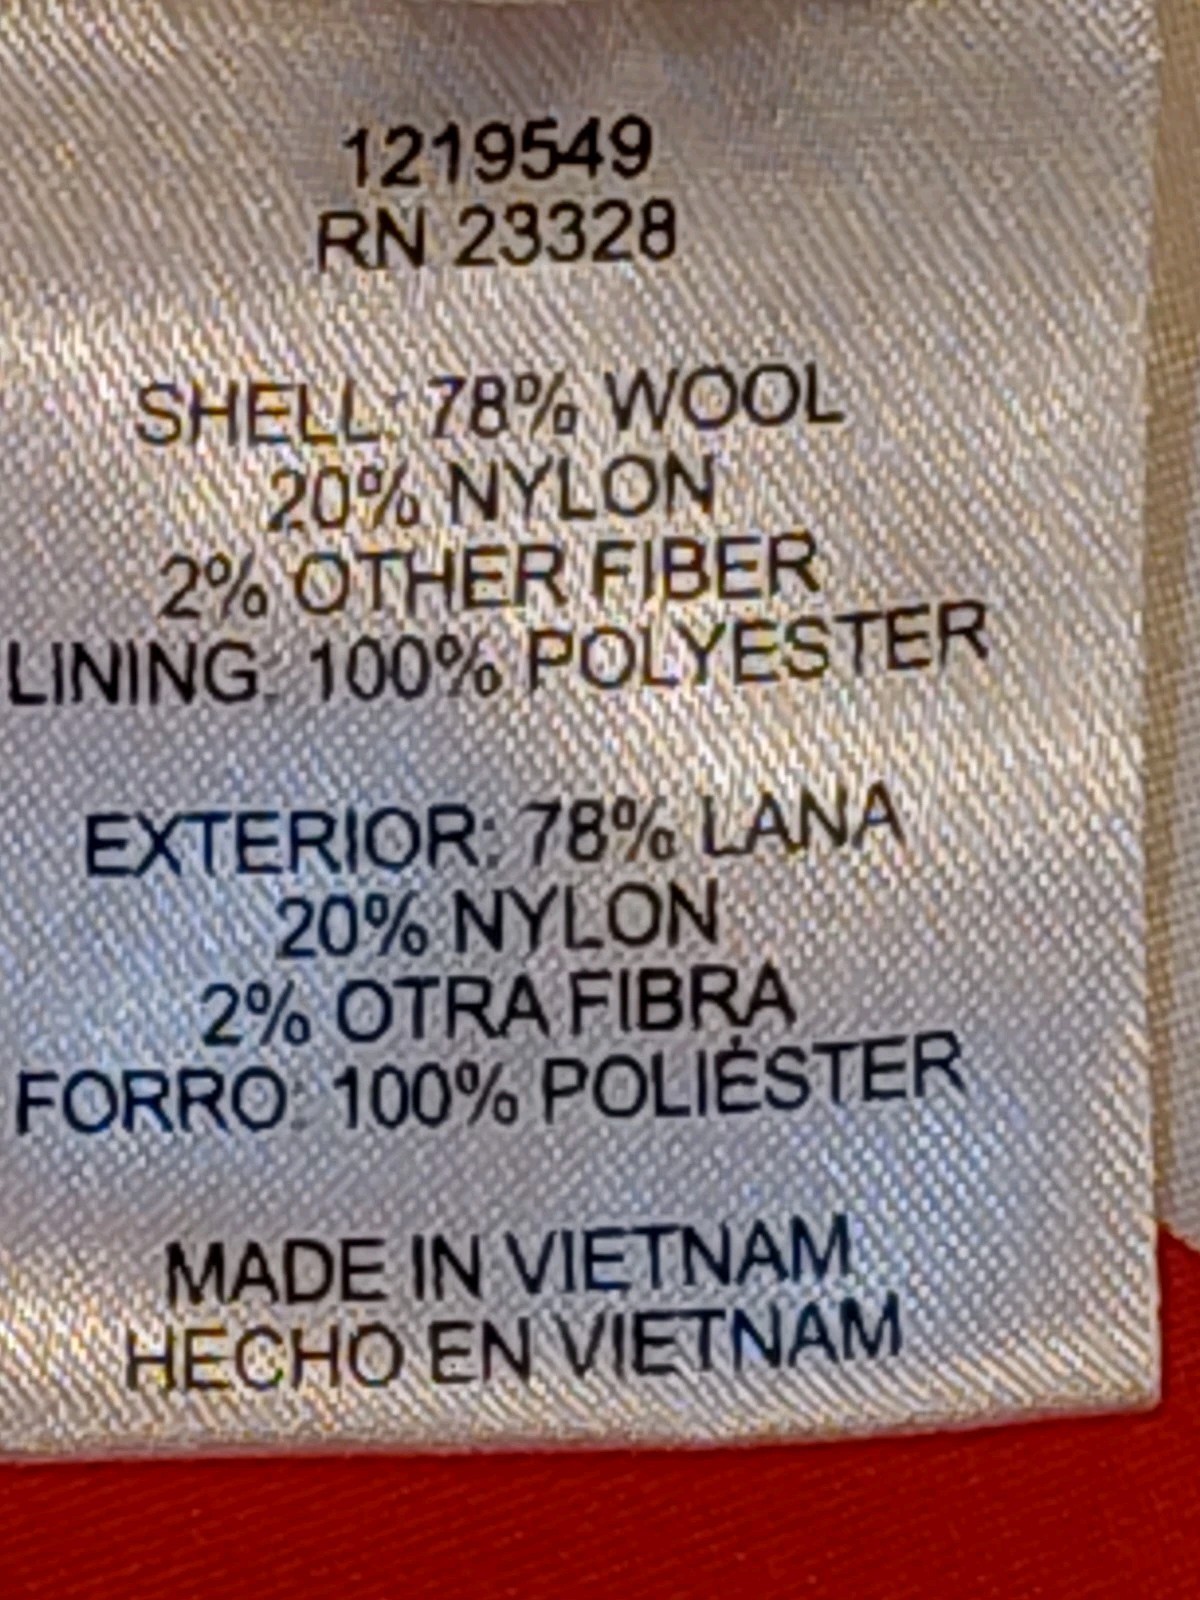 1219549
RN 23328
SHELL: 78% WOOL
20% NYLON
2% OTHER FIBER
LINING: 100% POLYESTER
EXTERIOR: 78% LANA
20% NYLON
2% OTRA FIBRA
FORRO: 100% POLIÉSTER
MADE IN VIETNAM
HECHO EN VIETNAM